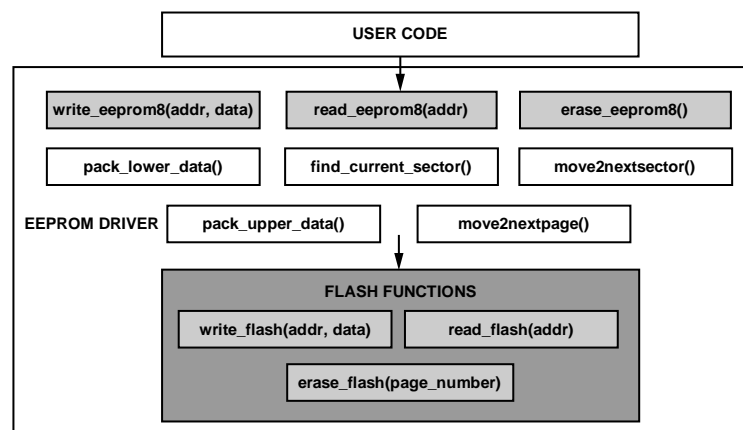 USER CODE
write_eeprom8(addr, data) read_eeprom8(addr) erase_eeprom8()
pack_lower_data() find_current_sector() move2nextsector()
EEPROM DRIVER pack_upper_data() move2nextpage()
FLASH FUNCTIONS
write_flash(addr, data) read_flash(addr)
erase_flash(page_number)